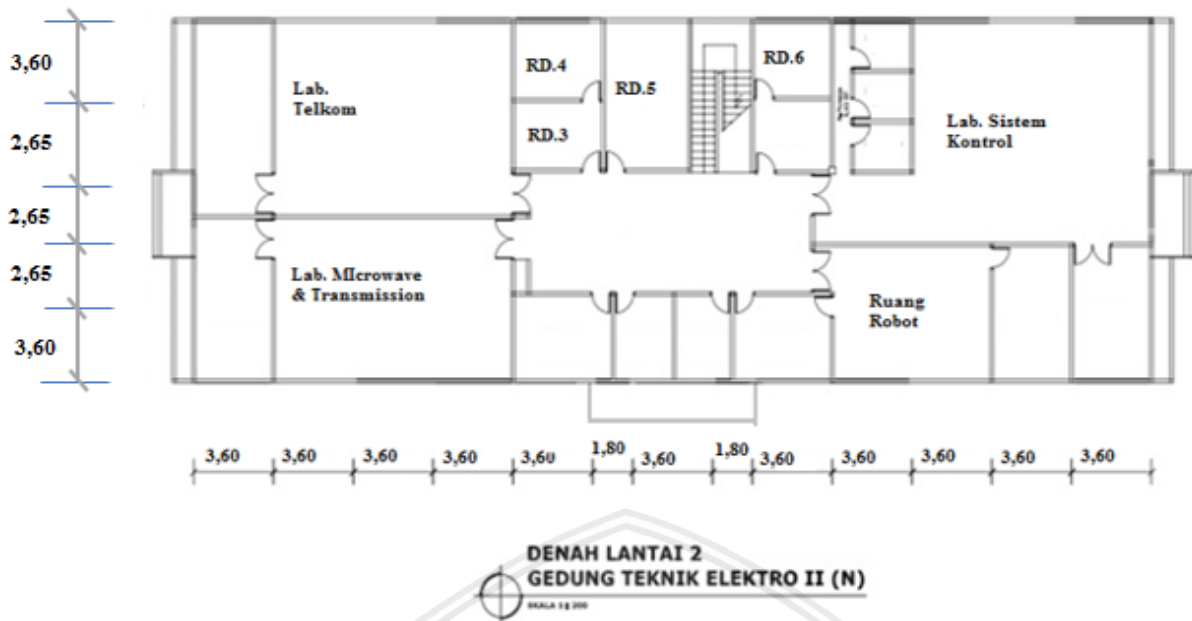 3,60
2,65
2,65
2,65
3,60
Lab.
Telkom
RD.4
RD.3
RD.5
RD.6
Lab. Sistem
Kontrol
Lab. MIcrowave
& Transmission
Ruang
Robot
3,60 3,60 3,60 3,60 3,60 1,80 3,60 1,80 3,60 3,60 3,60 3,60 3,60
DENAH LANTAI 2
GEDUNG TEKNIK ELEKTRO II (N)
SKALA 1 : 200